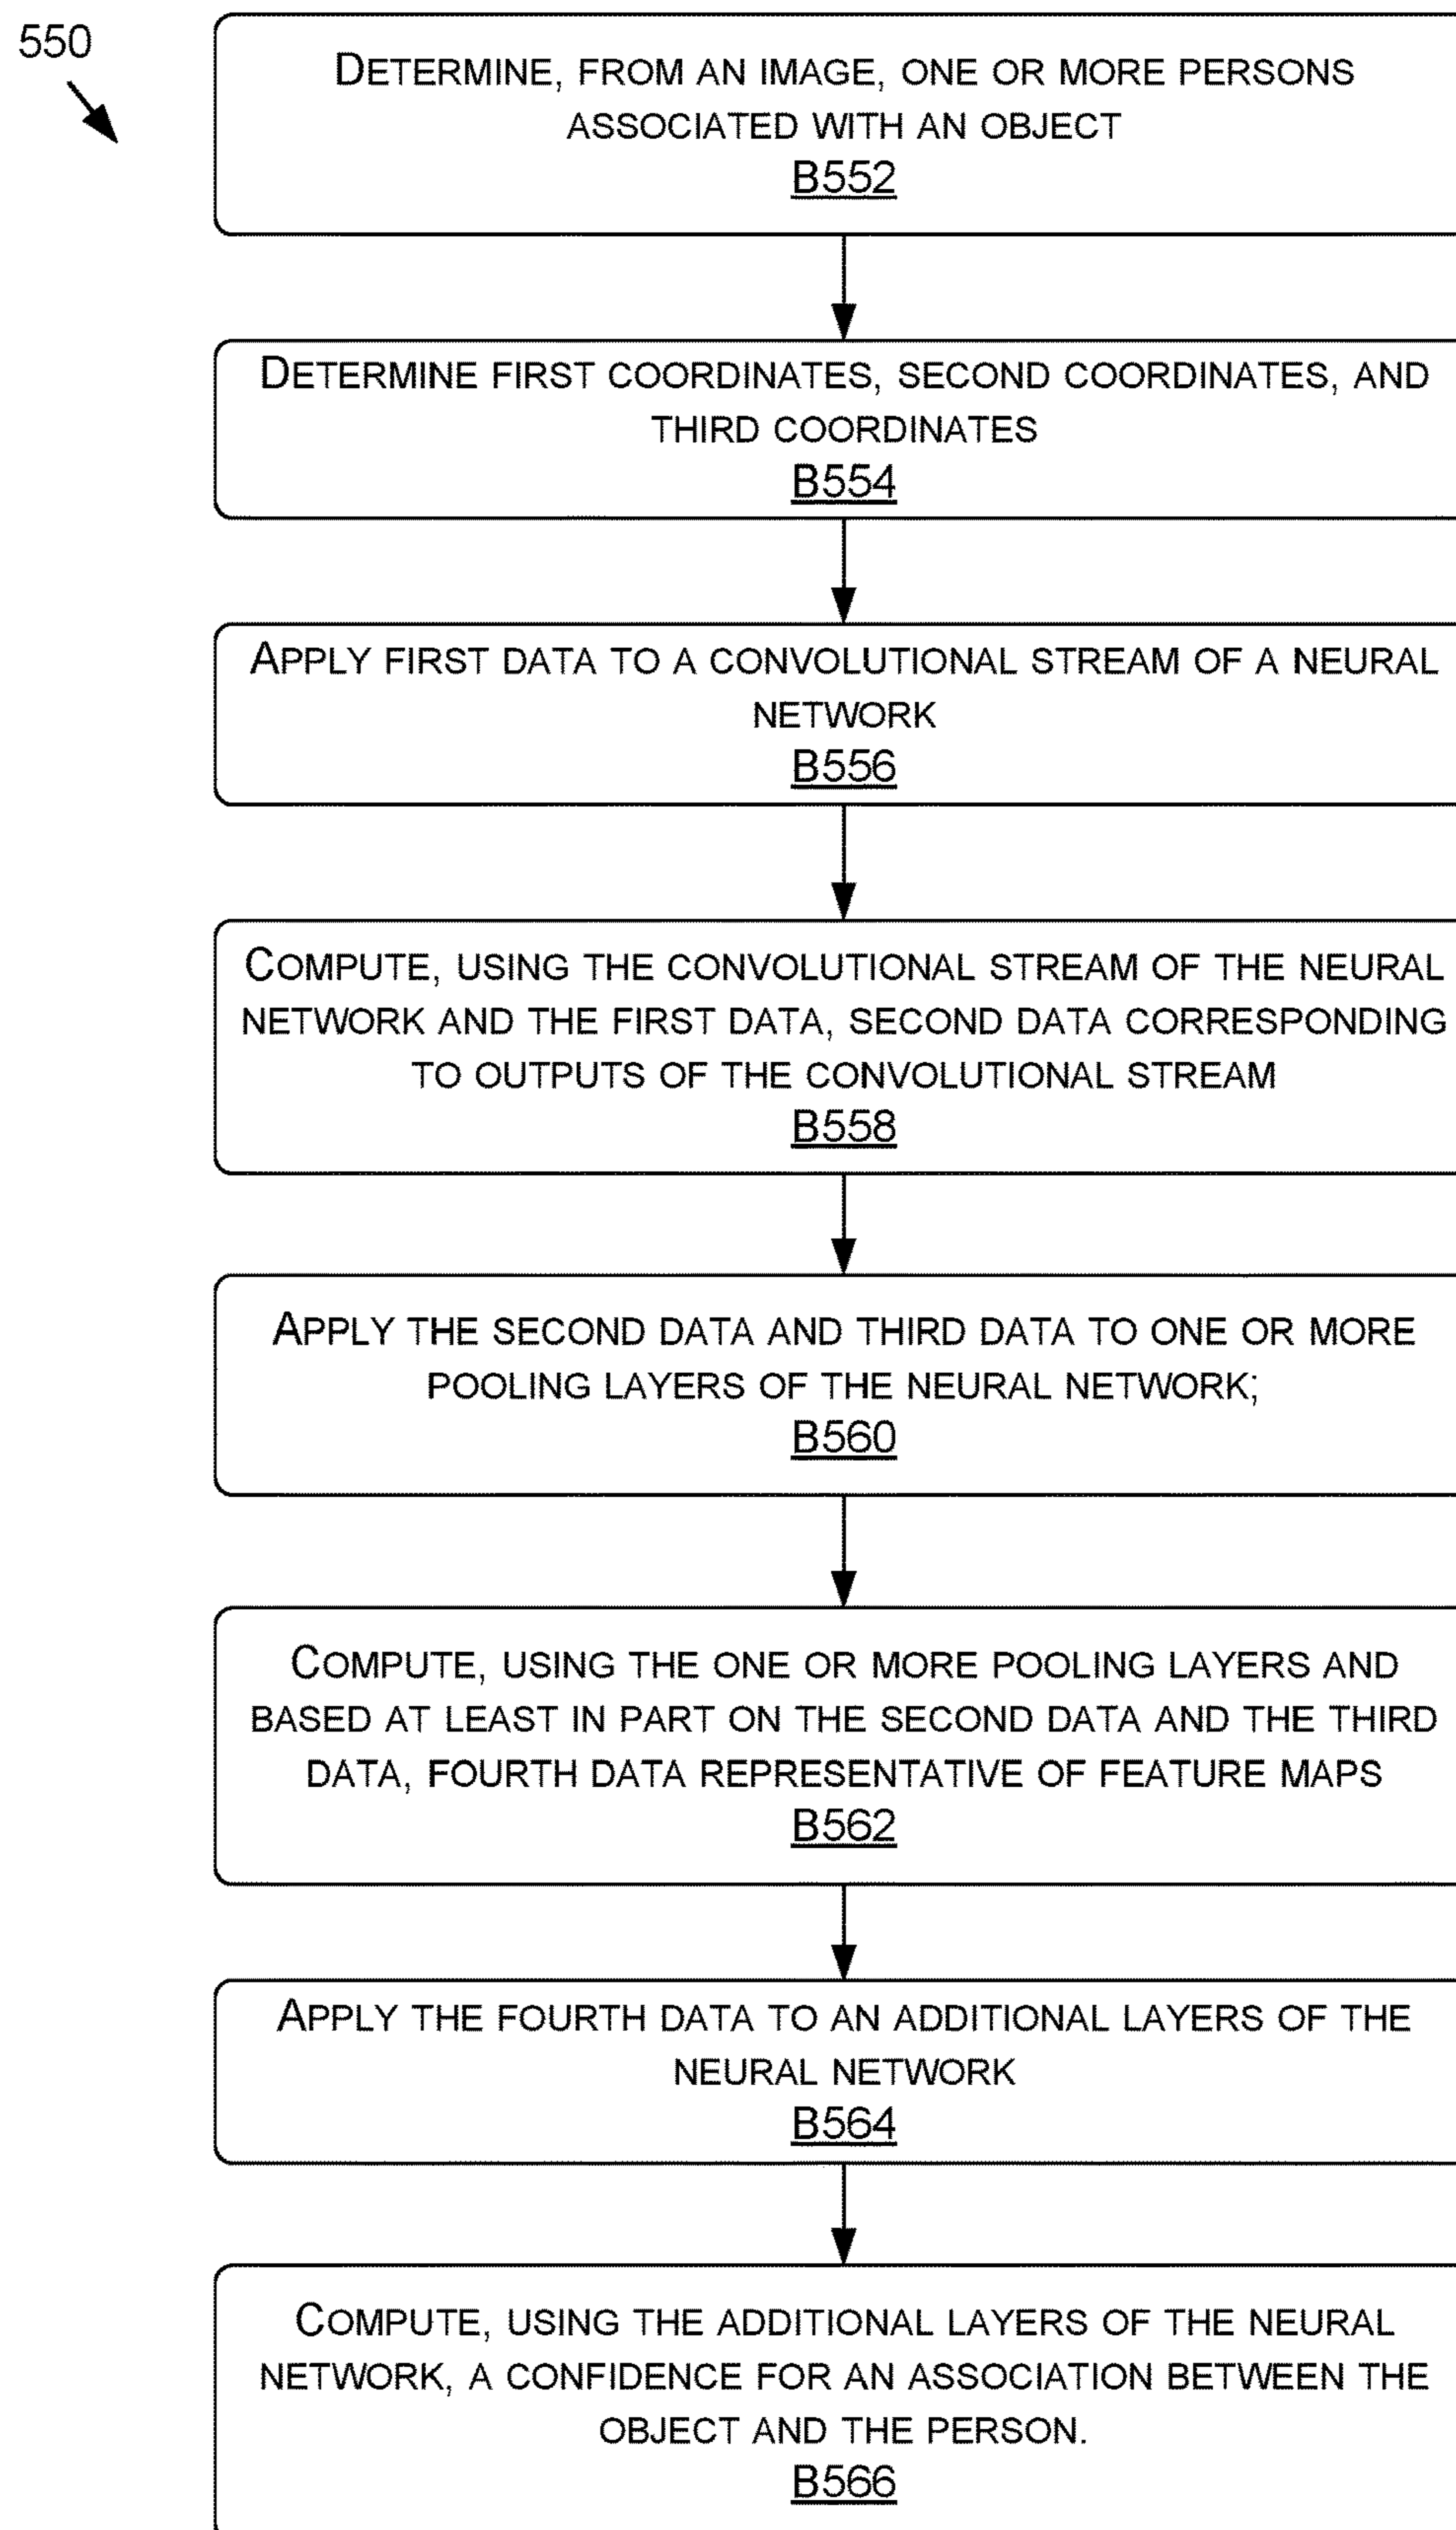 550
DETERMINE, FROM AN IMAGE, ONE OR MORE PERSONS
ASSOCIATED WITH AN OBJECT
B552
DETERMINE FIRST COORDINATES, SECOND COORDINATES, AND
THIRD COORDINATES
B554
APPLY FIRST DATA TO A CONVOLUTIONAL STREAM OF A NEURAL
NETWORK
B556
COMPUTE, USING THE CONVOLUTIONAL STREAM OF THE NEURAL
NETWORK AND THE FIRST DATA, SECOND DATA CORRESPONDING
TO OUTPUTS OF THE CONVOLUTIONAL STREAM
B558
APPLY THE SECOND DATA AND THIRD DATA TO ONE OR MORE
POOLING LAYERS OF THE NEURAL NETWORK;
B560
COMPUTE, USING THE ONE OR MORE POOLING LAYERS AND
BASED AT LEAST IN PART ON THE SECOND DATA AND THE THIRD
DATA, FOURTH DATA REPRESENTATIVE OF FEATURE MAPS
B562
APPLY THE FOURTH DATA TO AN ADDITIONAL LAYERS OF THE
NEURAL NETWORK
B564
COMPUTE, USING THE ADDITIONAL LAYERS OF THE NEURAL
NETWORK, A CONFIDENCE FOR AN ASSOCIATION BETWEEN THE
OBJECT AND THE PERSON.
B566